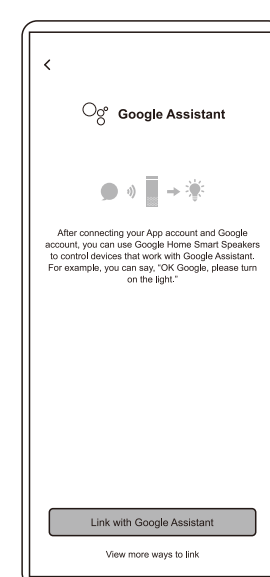 Google Assistant
After connecting your App account and Google
account, you can use Google Home Smart Speakers
to control devices that work with Google Assistant.
For example, you can say, "OK Google, please turn
on the light."
Link with Google Assistant
View more ways to link